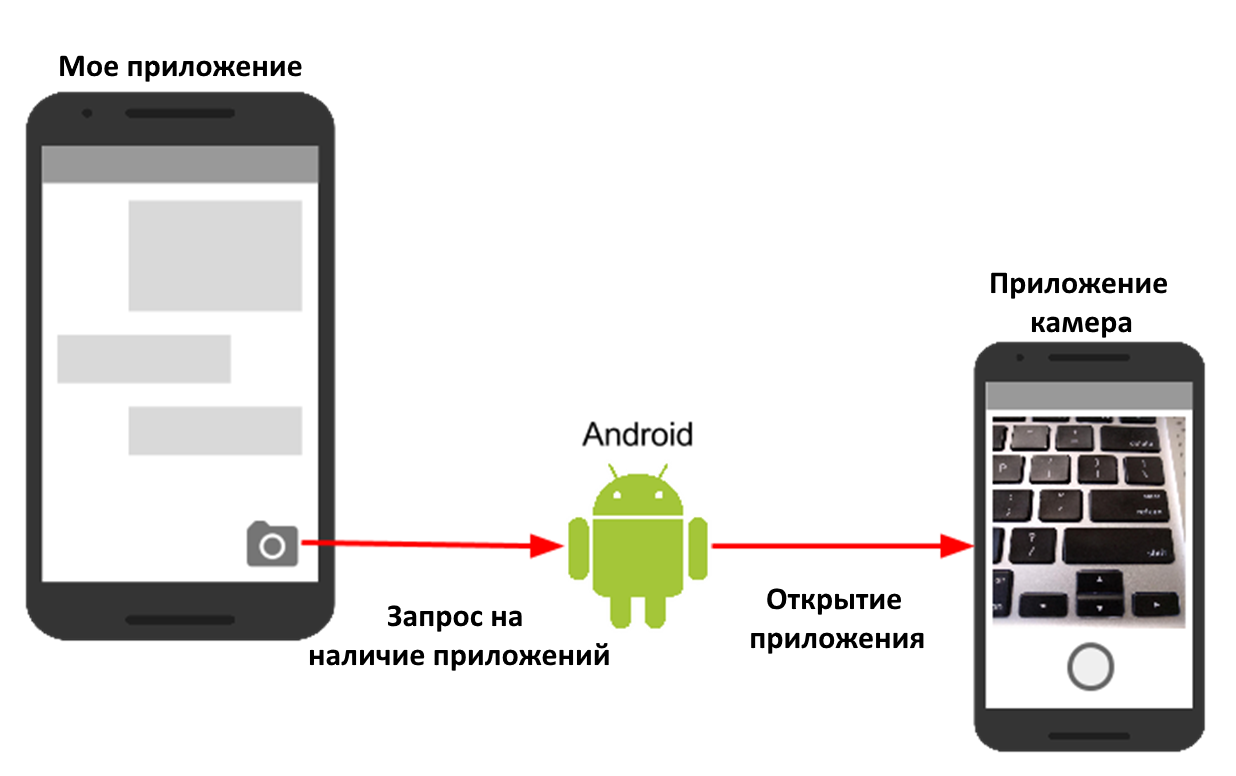 Мое приложение
Приложение
камера
Android
Запрос на
наличие приложений
Открытие
приложения